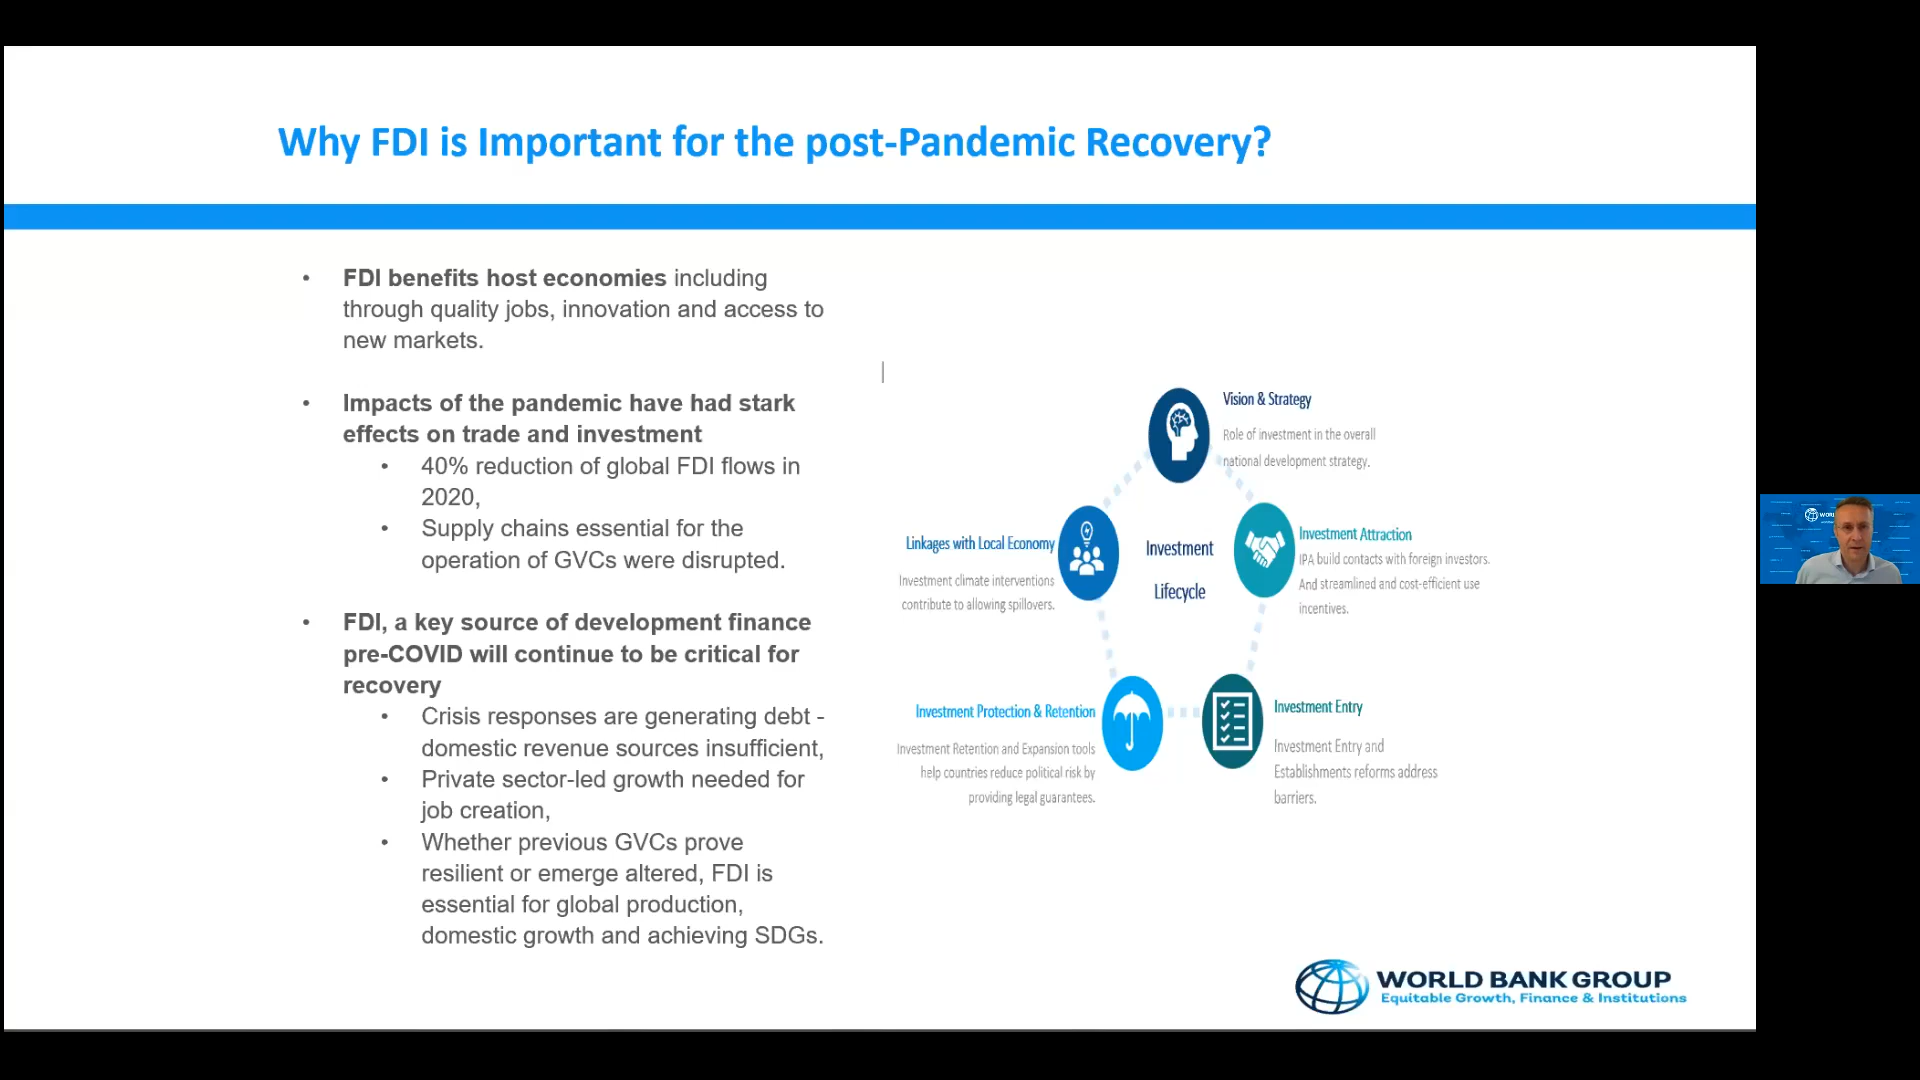 Why FDI is Important for the post-Pandemic Recovery?
• FDI benefits host economies including
through quality jobs, innovation and access to
new markets.
• Impacts of the pandemic have had stark
effects on trade and investment
• 40% reduction of global FDI flows in
2020,
• Supply chains essential for the
operation of GVCs were disrupted.
• FDI, a key source of development finance
pre-COVID will continue to be critical for
recovery
• Crisis responses are generating debt -
domestic revenue sources insufficient,
• Private sector-led growth needed for
job creation,
• Whether previous GVCs prove
resilient or emerge altered, FDI is
essential for global production,
domestic growth and achieving SDGs.
Vision & Strategy
Role of investment in the overall
national development strategy.
Investment Attraction
IPA build contacts with foreign investors.
And streamlined and cost-efficient use
incentives.
Investment Entry
Investment Entry and
Establishments reforms address
barriers.
Investment Protection & Retention
Investment Retention and Expansion tools
help countries reduce political risk by
providing legal guarantees.
Linkages with Local Economy
Investment climate interventions
contribute to allowing spillovers.
Investment
Lifecycle
WORLD BANK GROUP
Equitable Growth, Finance & Institutions